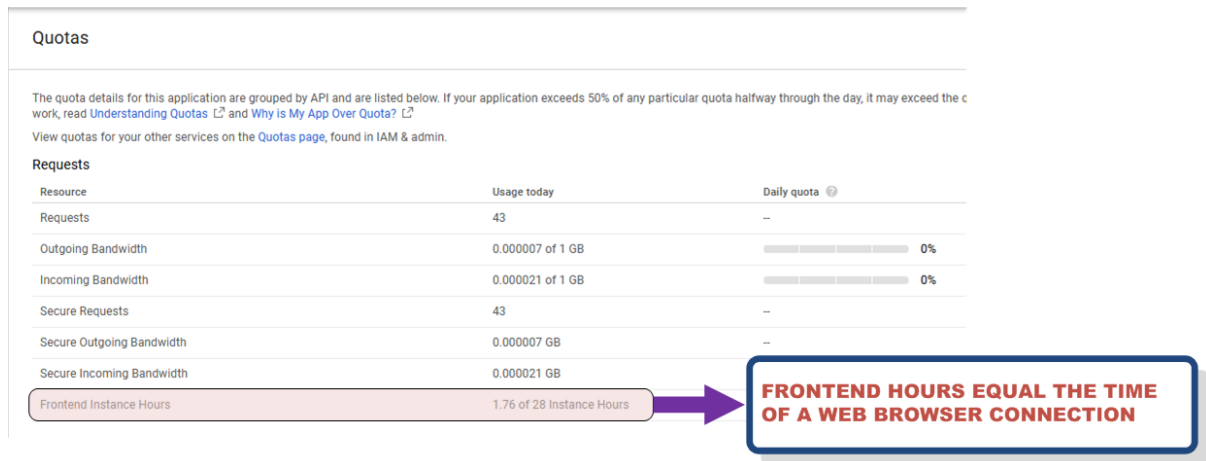 Quotas
The quota details for this application are grouped by API and are listed below. If your application exceeds 50% of any particular quota halfway through the day, it may exceed the
work, read Understanding Quotas and Why is My App Over Quota?
View quotas for your other services on the Quotas page, found in IAM & admin.
Requests
Resource Usage today Daily quota ?
Requests 43 --
Outgoing Bandwidth 0.000007 of 1 GB 0%
Incoming Bandwidth 0.000021 of 1 GB 0%
Secure Requests 43 --
Secure Outgoing Bandwidth 0.000007 GB --
Secure Incoming Bandwidth 0.000021 GB
Frontend Instance Hours 1.76 of 28 Instance Hours
FRONTEND HOURS EQUAL THE TIME
OF A WEB BROWSER CONNECTION